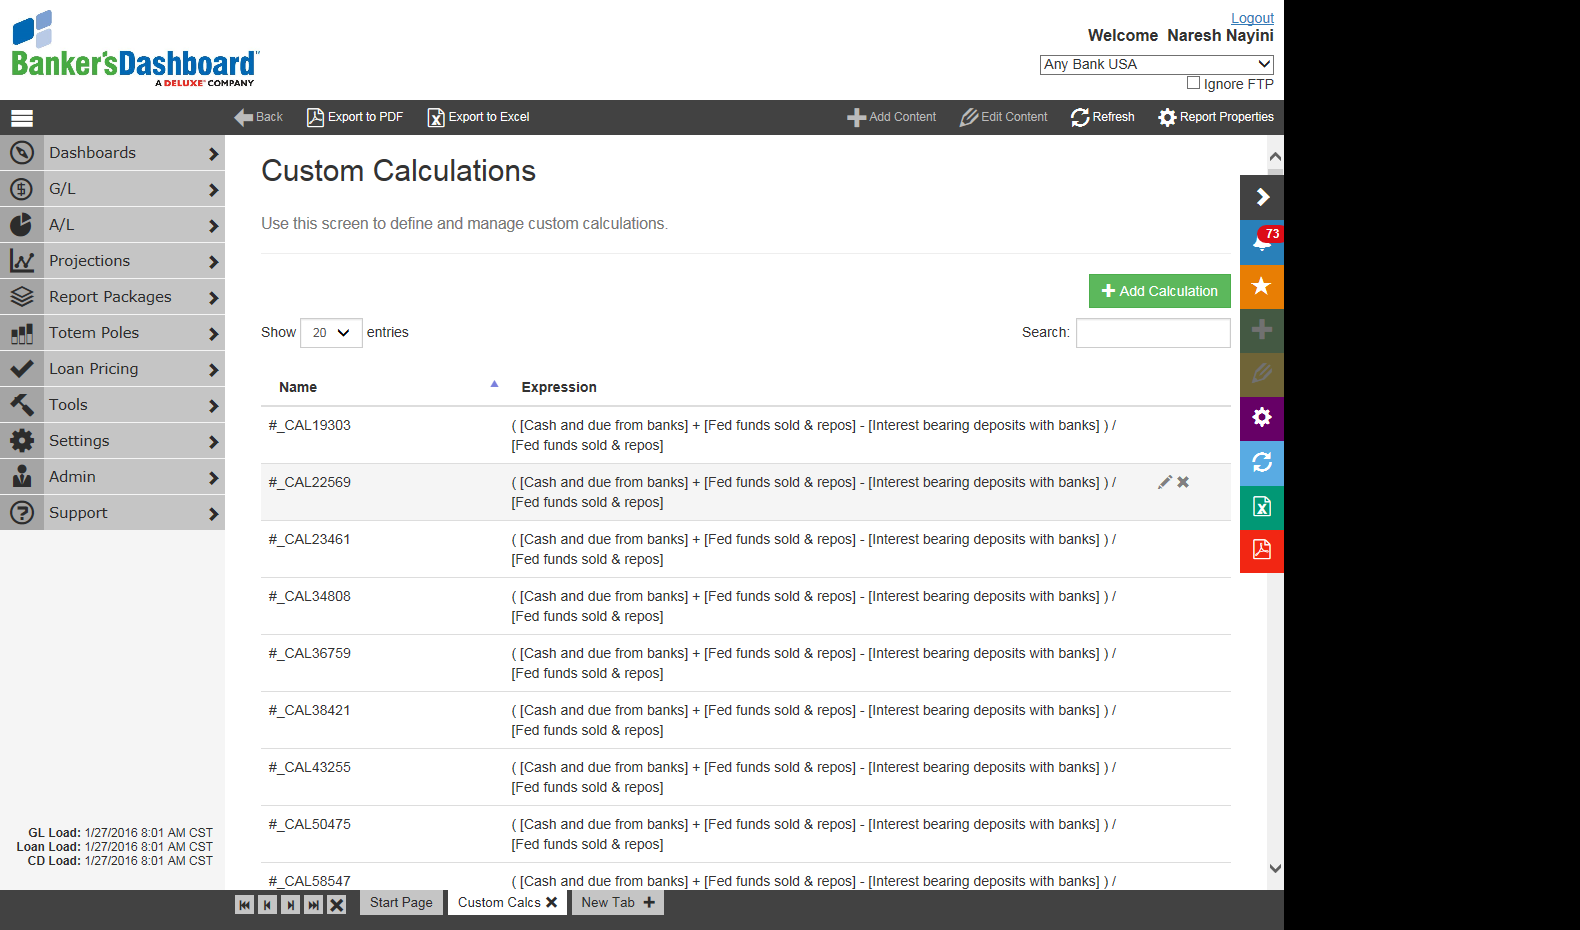 Logout
Welcome Naresh Nayini
Banker'sDashboard
A DELUXE COMPANY
Any Bank USA
Ignore FTP
Back Export to PDF Export to Excel Add Content Edit Content Refresh Report Properties
Dashboards
G/L
A/L
Projections
Report Packages
Totem Poles
Loan Pricing
Tools
Settings
Admin
Support
GL Load: 1/27/2016 8:01 AM CST
Loan Load: 1/27/2016 8:01 AM CST
CD Load: 1/27/2016 8:01 AM CST
Custom Calculations
Use this screen to define and manage custom calculations.
Add Calculation
Show 20 entries Search:
Name Expression
#_CAL19303 ( [Cash and due from banks] + [Fed funds sold & repos] - [Interest bearing deposits with banks] ) /
[Fed funds sold & repos]
#_CAL22569 ( [Cash and due from banks] + [Fed funds sold & repos] - [Interest bearing deposits with banks] ) /
[Fed funds sold & repos]
#_CAL23461 ( [Cash and due from banks] + [Fed funds sold & repos] - [Interest bearing deposits with banks] ) /
[Fed funds sold & repos]
#_CAL34808 ( [Cash and due from banks] + [Fed funds sold & repos] - [Interest bearing deposits with banks] ) /
[Fed funds sold & repos]
#_CAL36759 ( [Cash and due from banks] + [Fed funds sold & repos] - [Interest bearing deposits with banks] ) /
[Fed funds sold & repos]
#_CAL38421 ( [Cash and due from banks] + [Fed funds sold & repos] - [Interest bearing deposits with banks] ) /
[Fed funds sold & repos]
#_CAL43255 ( [Cash and due from banks] + [Fed funds sold & repos] - [Interest bearing deposits with banks] ) /
[Fed funds sold & repos]
#_CAL50475 ( [Cash and due from banks] + [Fed funds sold & repos] - [Interest bearing deposits with banks] ) /
[Fed funds sold & repos]
#_CAL58547 ( [Cash and due from banks] + [Fed funds sold & repos] - [Interest bearing deposits with banks] ) /
73
Start Page Custom Calcs New Tab